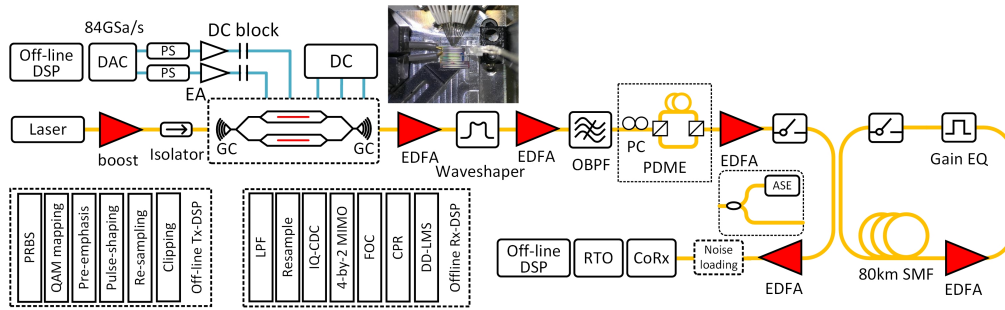 84GSa/s
DC block
Off-line
DSP
DAC
PS
PS
EA
DC
Laser
boost
Isolator
GC
GC
EDFA
Waveshaper
EDFA
OBPF
PC
PDME
EDFA
Gain EQ
ASE
80km SMF
EDFA
Off-line
DSP
RTO
CoRx
Noise
loading
EDFA
PRBS
QAM mapping
Pre-emphasis
Pulse-shaping
Re-sampling
Cliipping
Off-line Tx-DSP
LPF
Resample
IQ-CDC
4-by-2 MIMO
FOC
CPR
DD-LMS
Offline Rx-DSP